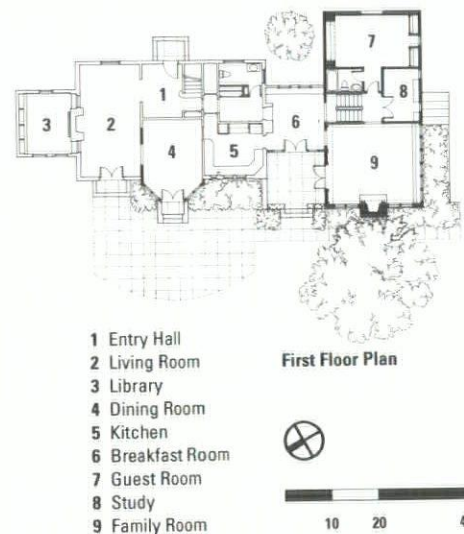 7
1
8
3
2
6
4
5
9
1 Entry Hall
2 Living Room
3 Library
4 Dining Room
5 Kitchen
6 Breakfast Room
7 Guest Room
8 Study
9 Family Room
First Floor Plan
10 20 4